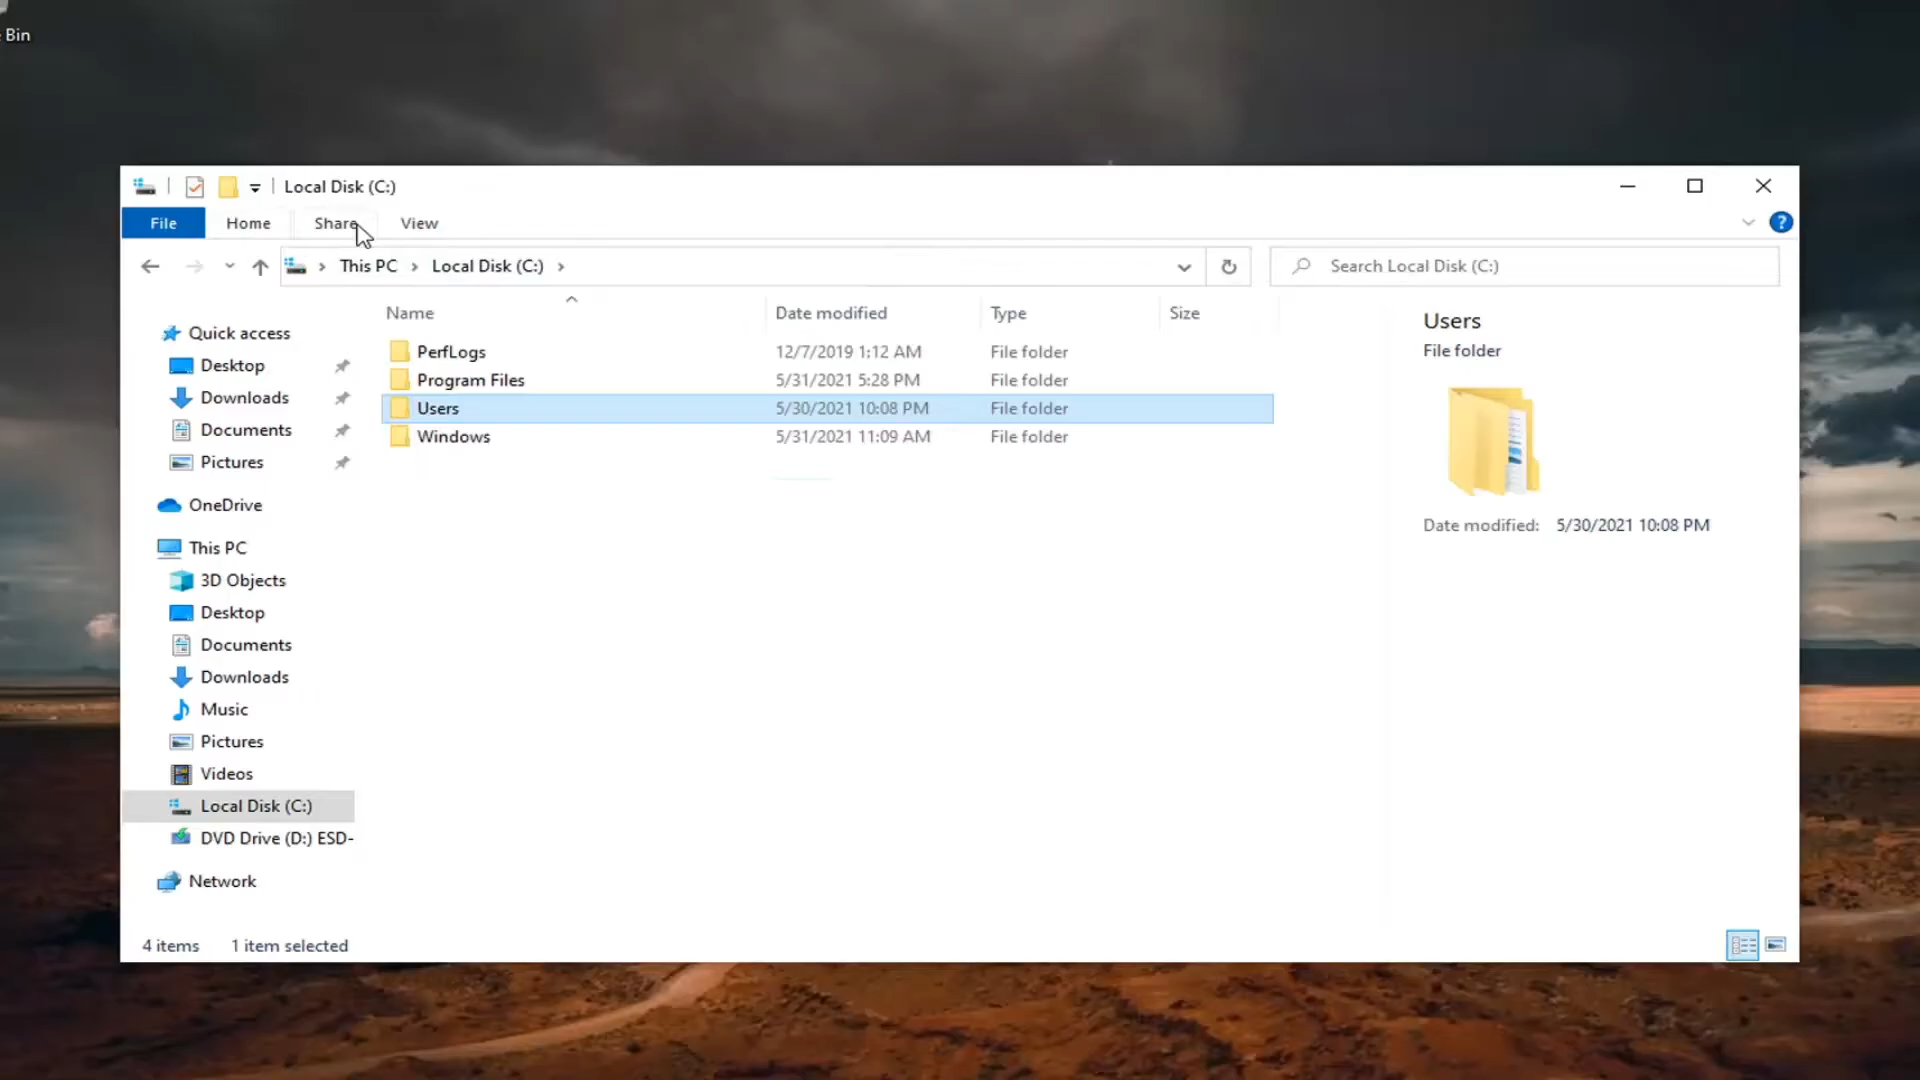 Bin
Local Disk (C:)
File Home Share View
This PC Local Disk (C:)
Search Local Disk (C:)
Name Date modified Type Size
PerfLogs 12/7/2019 1:12 AM File folder
Program Files 5/31/2021 5:28 PM File folder
Users 5/30/2021 10:08 PM File folder
Windows 5/31/2021 11:09 AM File folder
Quick access
Desktop
Downloads
Documents
Pictures
OneDrive
This PC
3D Objects
Desktop
Documents
Downloads
Music
Pictures
Videos
Local Disk (C:)
DVD Drive (D:) ESD-
Network
Users
File folder
Date modified: 5/30/2021 10:08 PM
4 items 1 item selected